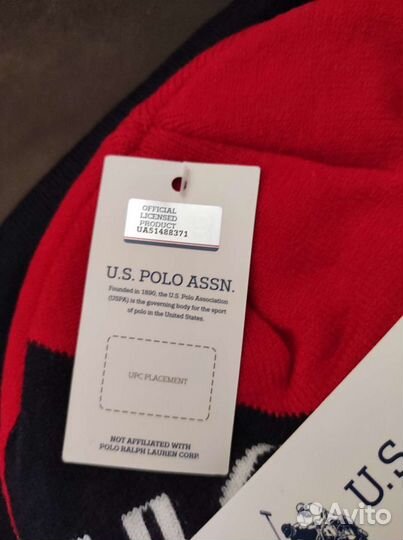 OFFICIAL
LICENSED
PRODUCT
UA51488371
U.S. POLO ASSN.
Founded in 1890, the U.S. Polo Association
(USPA) is the governing body for the sport
of polo in the United States.
UPC PLACEMENT
NOT AFFILIATED WITH
POLO RALPH LAUREN CORP.
U.S
Avito